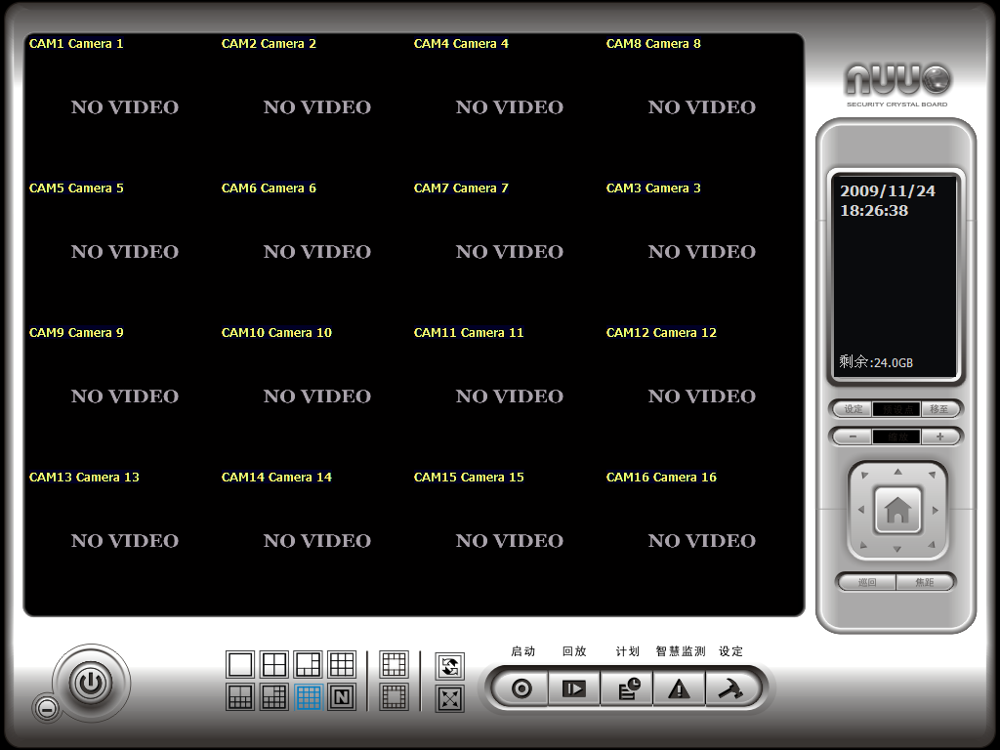 CAM1 Camera 1
CAM2 Camera 2
CAM4 Camera 4
CAM8 Camera 8
NO VIDEO
NO VIDEO
NO VIDEO
NO VIDEO
CAM5 Camera 5
CAM6 Camera 6
CAM7 Camera 7
CAM3 Camera 3
NO VIDEO
NO VIDEO
NO VIDEO
NO VIDEO
CAM9 Camera 9
CAM10 Camera 10
CAM11 Camera 11
CAM12 Camera 12
NO VIDEO
NO VIDEO
NO VIDEO
NO VIDEO
CAM13 Camera 13
CAM14 Camera 14
CAM15 Camera 15
CAM16 Camera 16
NO VIDEO
NO VIDEO
NO VIDEO
NO VIDEO
NUUO
SECURITY CRYSTAL BOARD
2009/11/24
18:26:38
剩余:24.0GB
设定
移至
－
＋
巡回
焦距
N
启动
回放
计划
智慧监测
设定